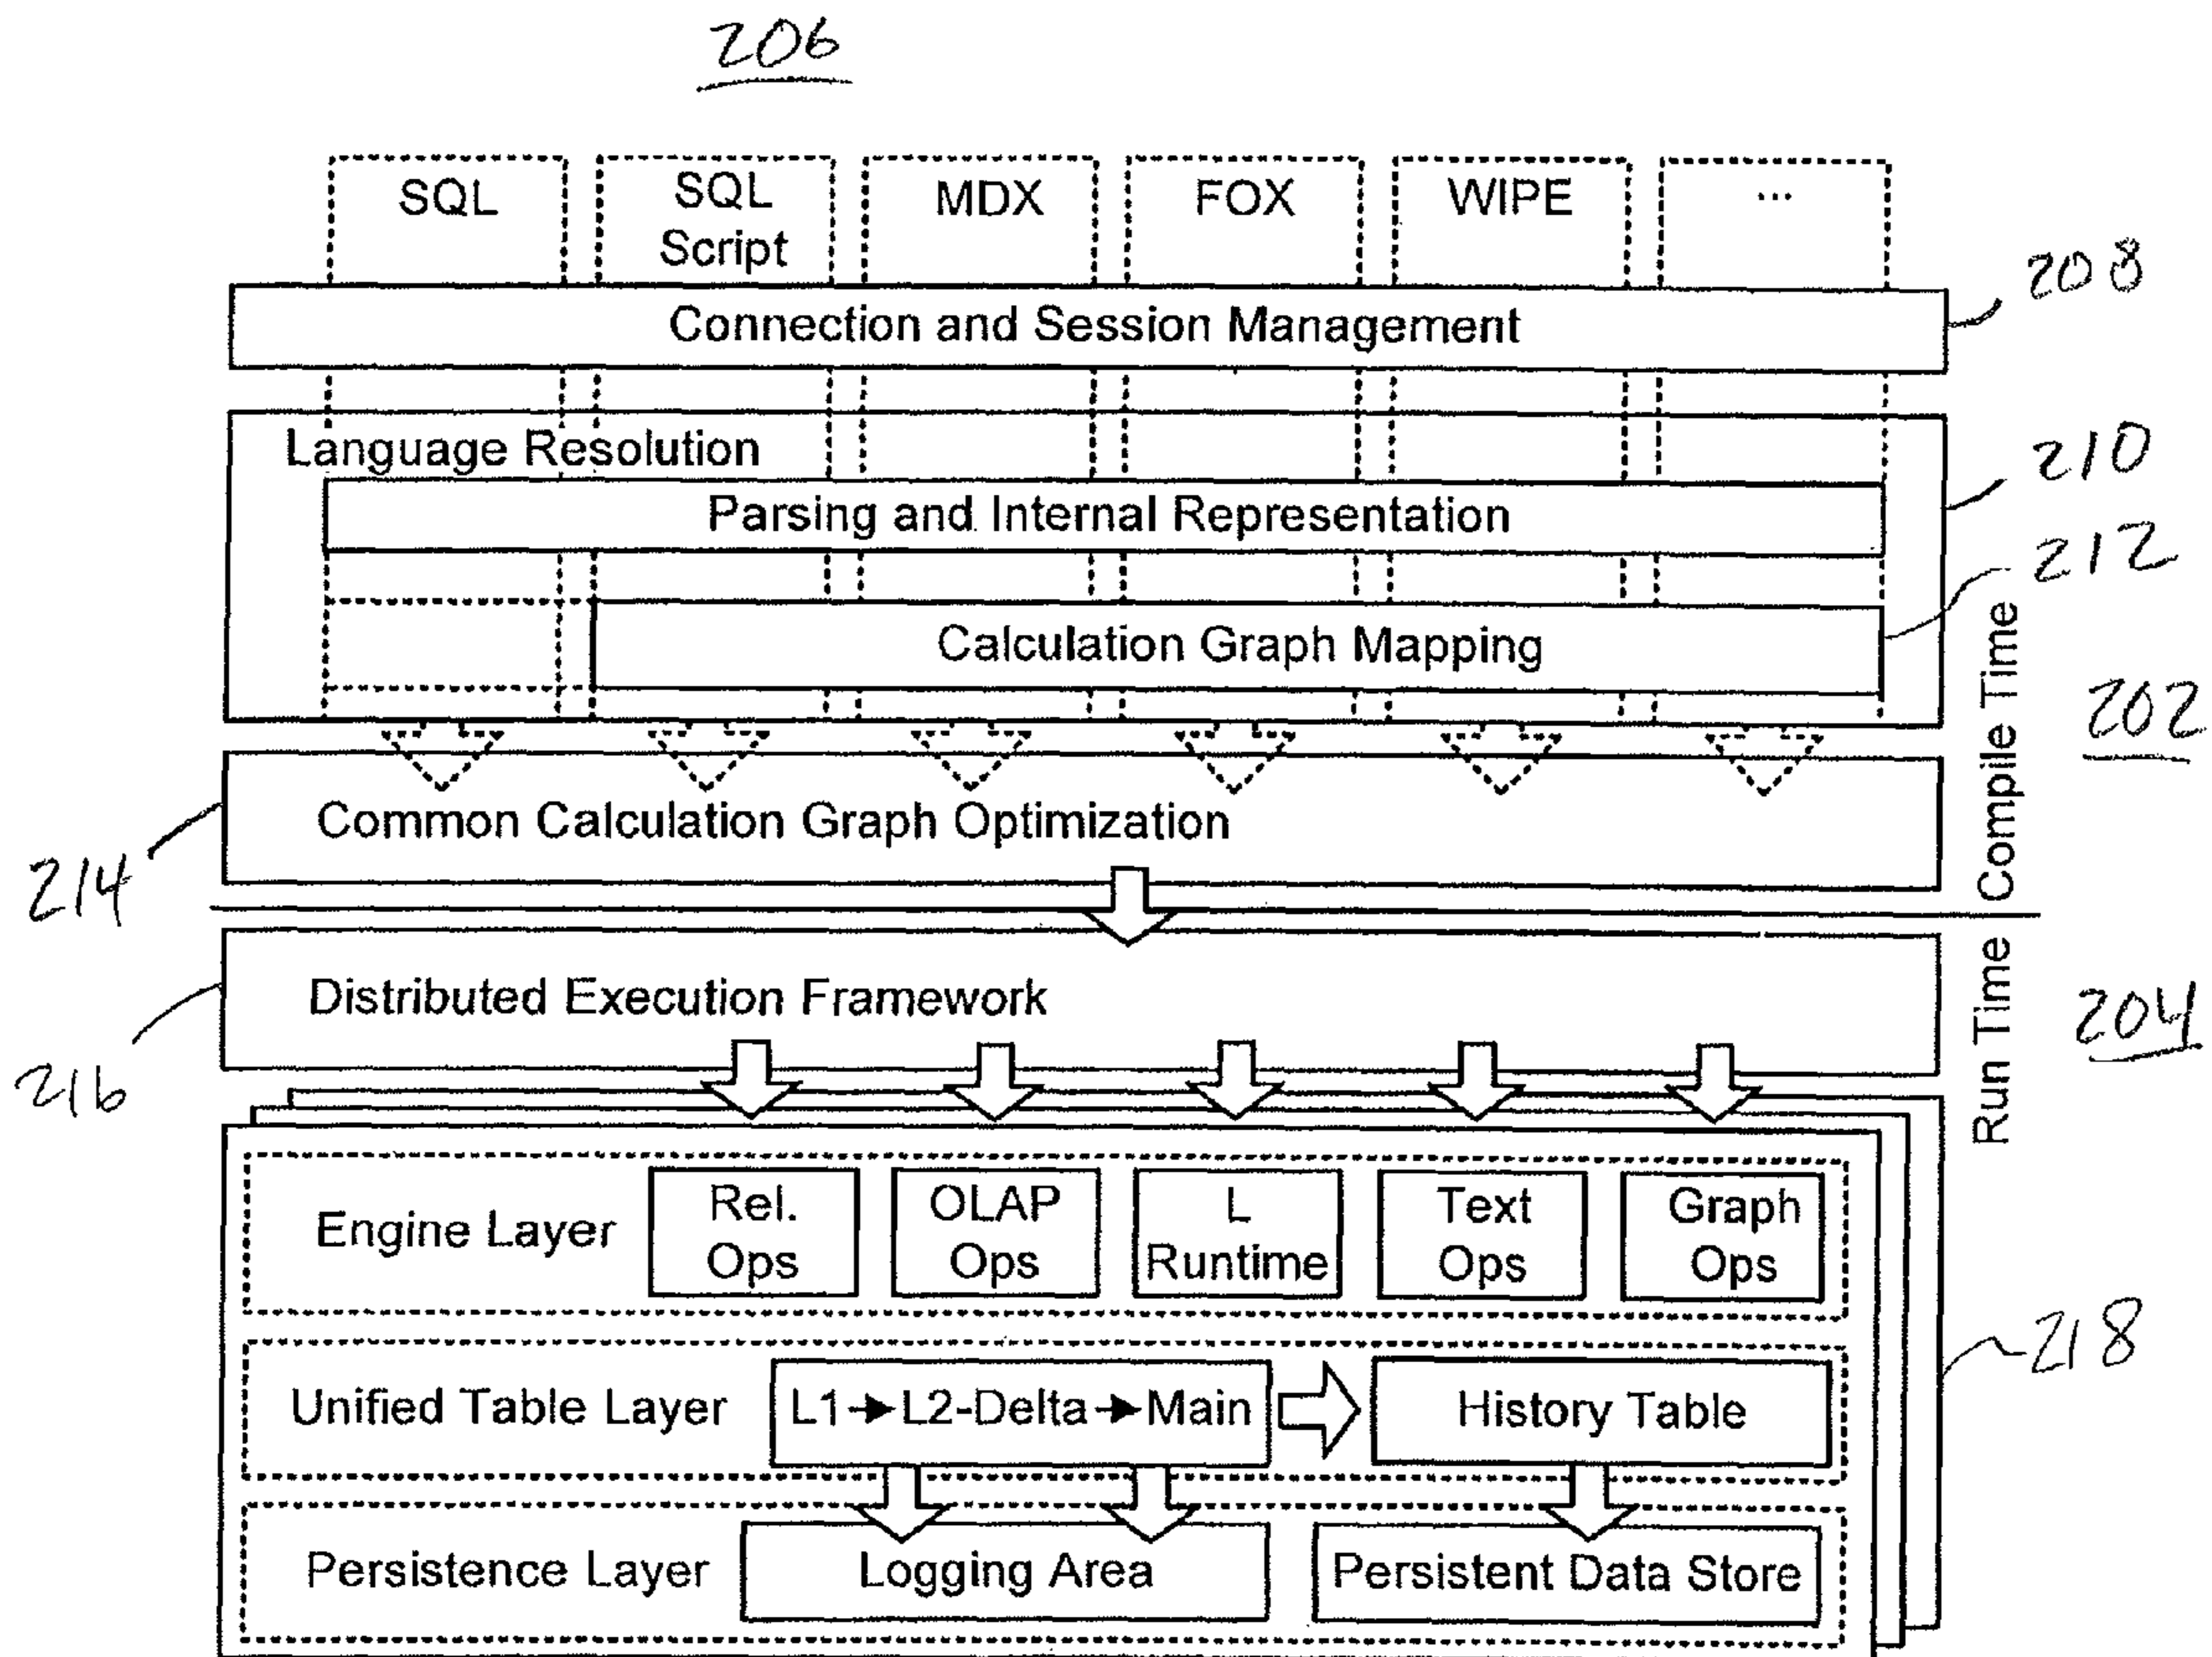 206
SQL
SQL Script
MDX
FOX
WIPE
...
Connection and Session Management
208
Language Resolution
210
Parsing and Internal Representation
212
Calculation Graph Mapping
Compile Time
202
Common Calculation Graph Optimization
214
Distributed Execution Framework
216
Run Time
204
Engine Layer
Rel. Ops
OLAP Ops
L Runtime
Text Ops
Graph Ops
218
Unified Table Layer
L1→L2-Delta→Main
History Table
Persistence Layer
Logging Area
Persistent Data Store